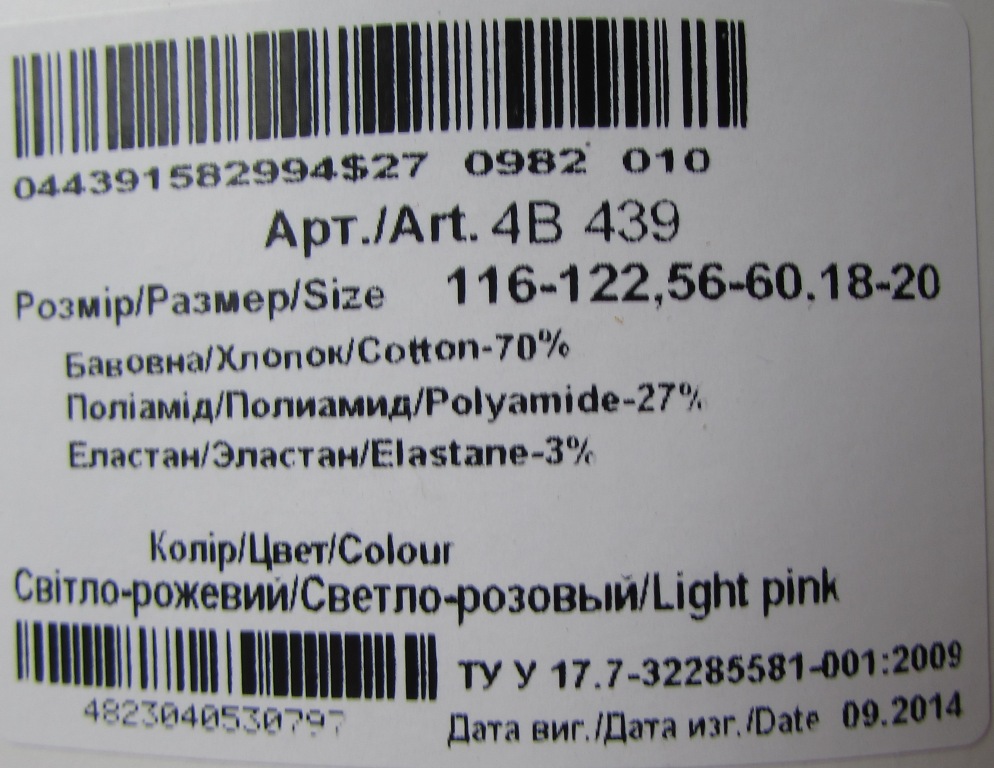 044391582994$27 0982 010
Арт./Art. 4В 439
Розмір/Размер/Size 116-122,56-60,18-20
Бавовна/Хлопок/Cotton-70%
Поліамід/Полиамид/Polyamide-27%
Еластан/Эластан/Elastane-3%
Колір/Цвет/Colour
Світло-рожевий/Светло-розовый/Light pink
ТУ У 17.7-32285581-001:2009
4823040530797
Дата виг./Дата изг./Date 09.2014